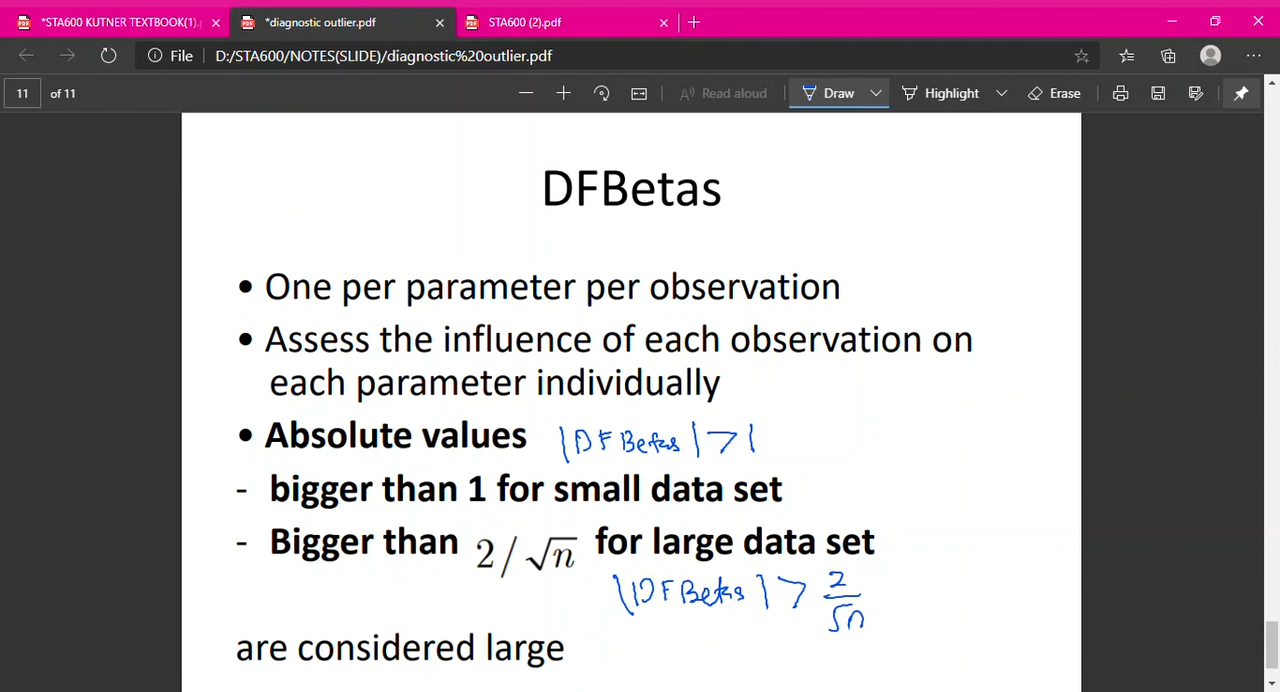 *STA600 KUTNER TEXTBOOK(1).p
*diagnostic outlier.pdf
STA600 (2).pdf
File D:/STA600/NOTES(SLIDE)/diagnostic%20outlier.pdf
11 of 11 Read aloud Draw Highlight Erase
DFBetas
• One per parameter per observation
• Assess the influence of each observation on
each parameter individually
• Absolute values |DFBetas| > 1
- bigger than 1 for small data set
- Bigger than 2/√n for large data set
|DFBetas| > 2/√n
are considered large